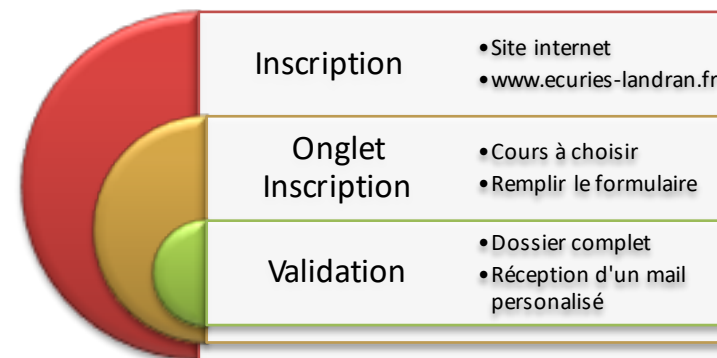 Inscription
•Site internet
•www.ecuries-landran.fr
Onglet
Inscription
•Cours à choisir
•Remplir le formulaire
Validation
•Dossier complet
•Réception d'un mail
personalisé